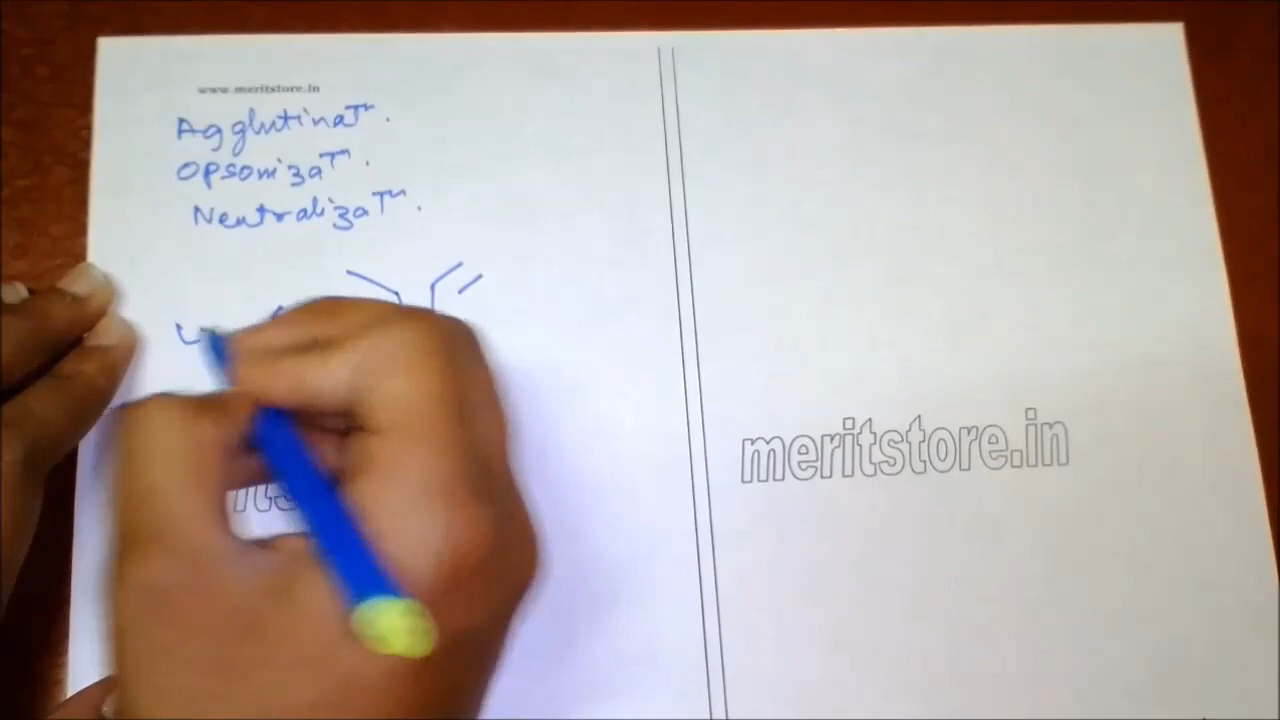 www.meritstore.in
AgglutinaTn.
OpsonizaTn.
NeutralizaTn.
meritstore.in